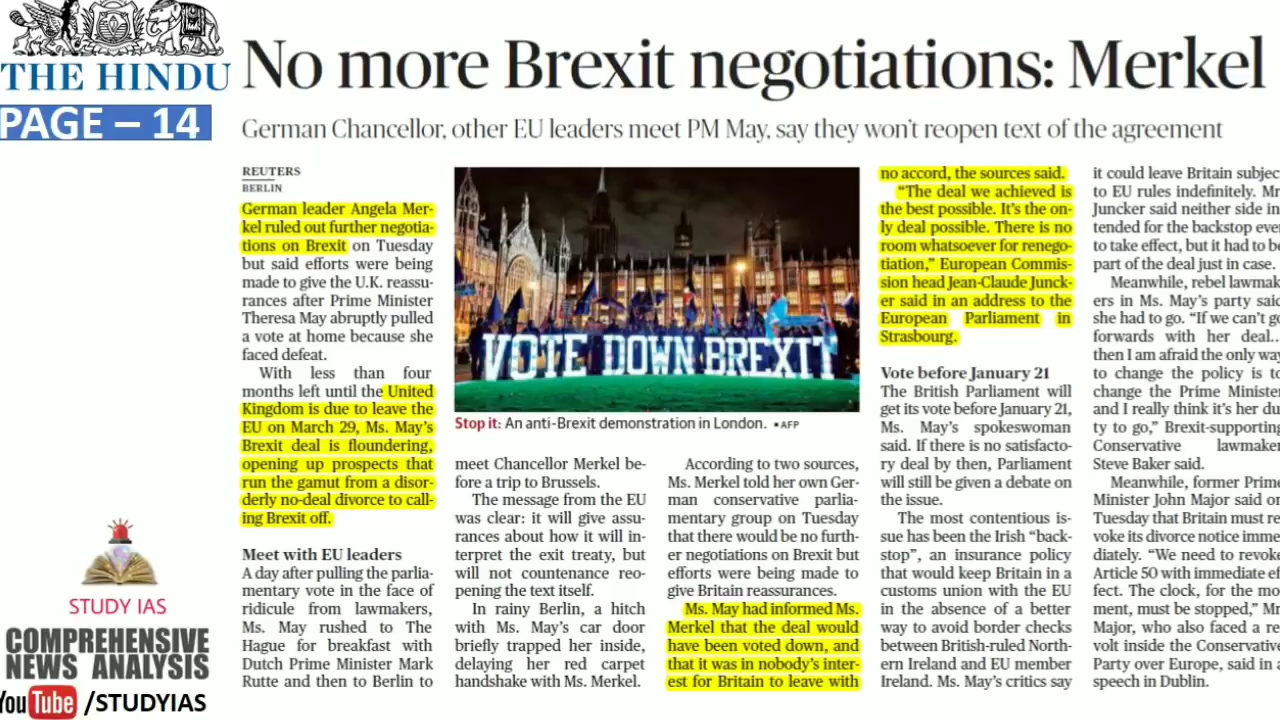 THE HINDU
PAGE – 14
No more Brexit negotiations: Merkel
German Chancellor, other EU leaders meet PM May, say they won't reopen text of the agreement
REUTERS
BERLIN
German leader Angela Mer-
kel ruled out further negotia-
tions on Brexit on Tuesday
but said efforts were being
made to give the U.K. reassu-
rances after Prime Minister
Theresa May abruptly pulled
a vote at home because she
faced defeat.
With less than four
months left until the United
Kingdom is due to leave the
EU on March 29, Ms. May's
Brexit deal is floundering,
opening up prospects that
run the gamut from a disor-
derly no-deal divorce to call-
ing Brexit off.
Meet with EU leaders
A day after pulling the parlia-
mentary vote in the face of
ridicule from lawmakers,
Ms. May rushed to The
Hague for breakfast with
Dutch Prime Minister Mark
Rutte and then to Berlin to
VOTE DOWN BREXIT
Stop it: An anti-Brexit demonstration in London. ▪AFP
meet Chancellor Merkel be-
fore a trip to Brussels.
The message from the EU
was clear: it will give assu-
rances about how it will in-
terpret the exit treaty, but
will not countenance reo-
pening the text itself.
In rainy Berlin, a hitch
with Ms. May's car door
briefly trapped her inside,
delaying her red carpet
handshake with Ms. Merkel.
According to two sources,
Ms. Merkel told her own Ger-
man conservative parlia-
mentary group on Tuesday
that there would be no furth-
er negotiations on Brexit but
efforts were being made to
give Britain reassurances.
Ms. May had informed Ms.
Merkel that the deal would
have been voted down, and
that it was in nobody's inter-
est for Britain to leave with
no accord, the sources said.
"The deal we achieved is
the best possible. It's the on-
ly deal possible. There is no
room whatsoever for renego-
tiation," European Commis-
sion head Jean-Claude Junck-
er said in an address to the
European Parliament in
Strasbourg.
Vote before January 21
The British Parliament will
get its vote before January 21,
Ms. May's spokeswoman
said. If there is no satisfacto-
ry deal by then, Parliament
will still be given a debate on
the issue.
The most contentious is-
sue has been the Irish "back-
stop", an insurance policy
that would keep Britain in a
customs union with the EU
in the absence of a better
way to avoid border checks
between British-ruled North-
ern Ireland and EU member
Ireland. Ms. May's critics say
it could leave Britain subjec
to EU rules indefinitely. Mr
Juncker said neither side in
tended for the backstop eve
to take effect, but it had to b
part of the deal just in case.
Meanwhile, rebel lawmak
ers in Ms. May's party said
she had to go. "If we can't go
forwards with her deal..
then I am afraid the only way
to change the policy is to
change the Prime Minister
and I really think it's her du
ty to go," Brexit-supporting
Conservative lawmaker
Steve Baker said.
Meanwhile, former Prime
Minister John Major said on
Tuesday that Britain must re
voke its divorce notice imme
diately. "We need to revoke
Article 50 with immediate ef
fect. The clock, for the mo
ment, must be stopped," Mr
Major, who also faced a re
volt inside the Conservative
Party over Europe, said in a
speech in Dublin.
STUDY IAS
COMPREHENSIVE
NEWS ANALYSIS
YouTube /STUDYIAS